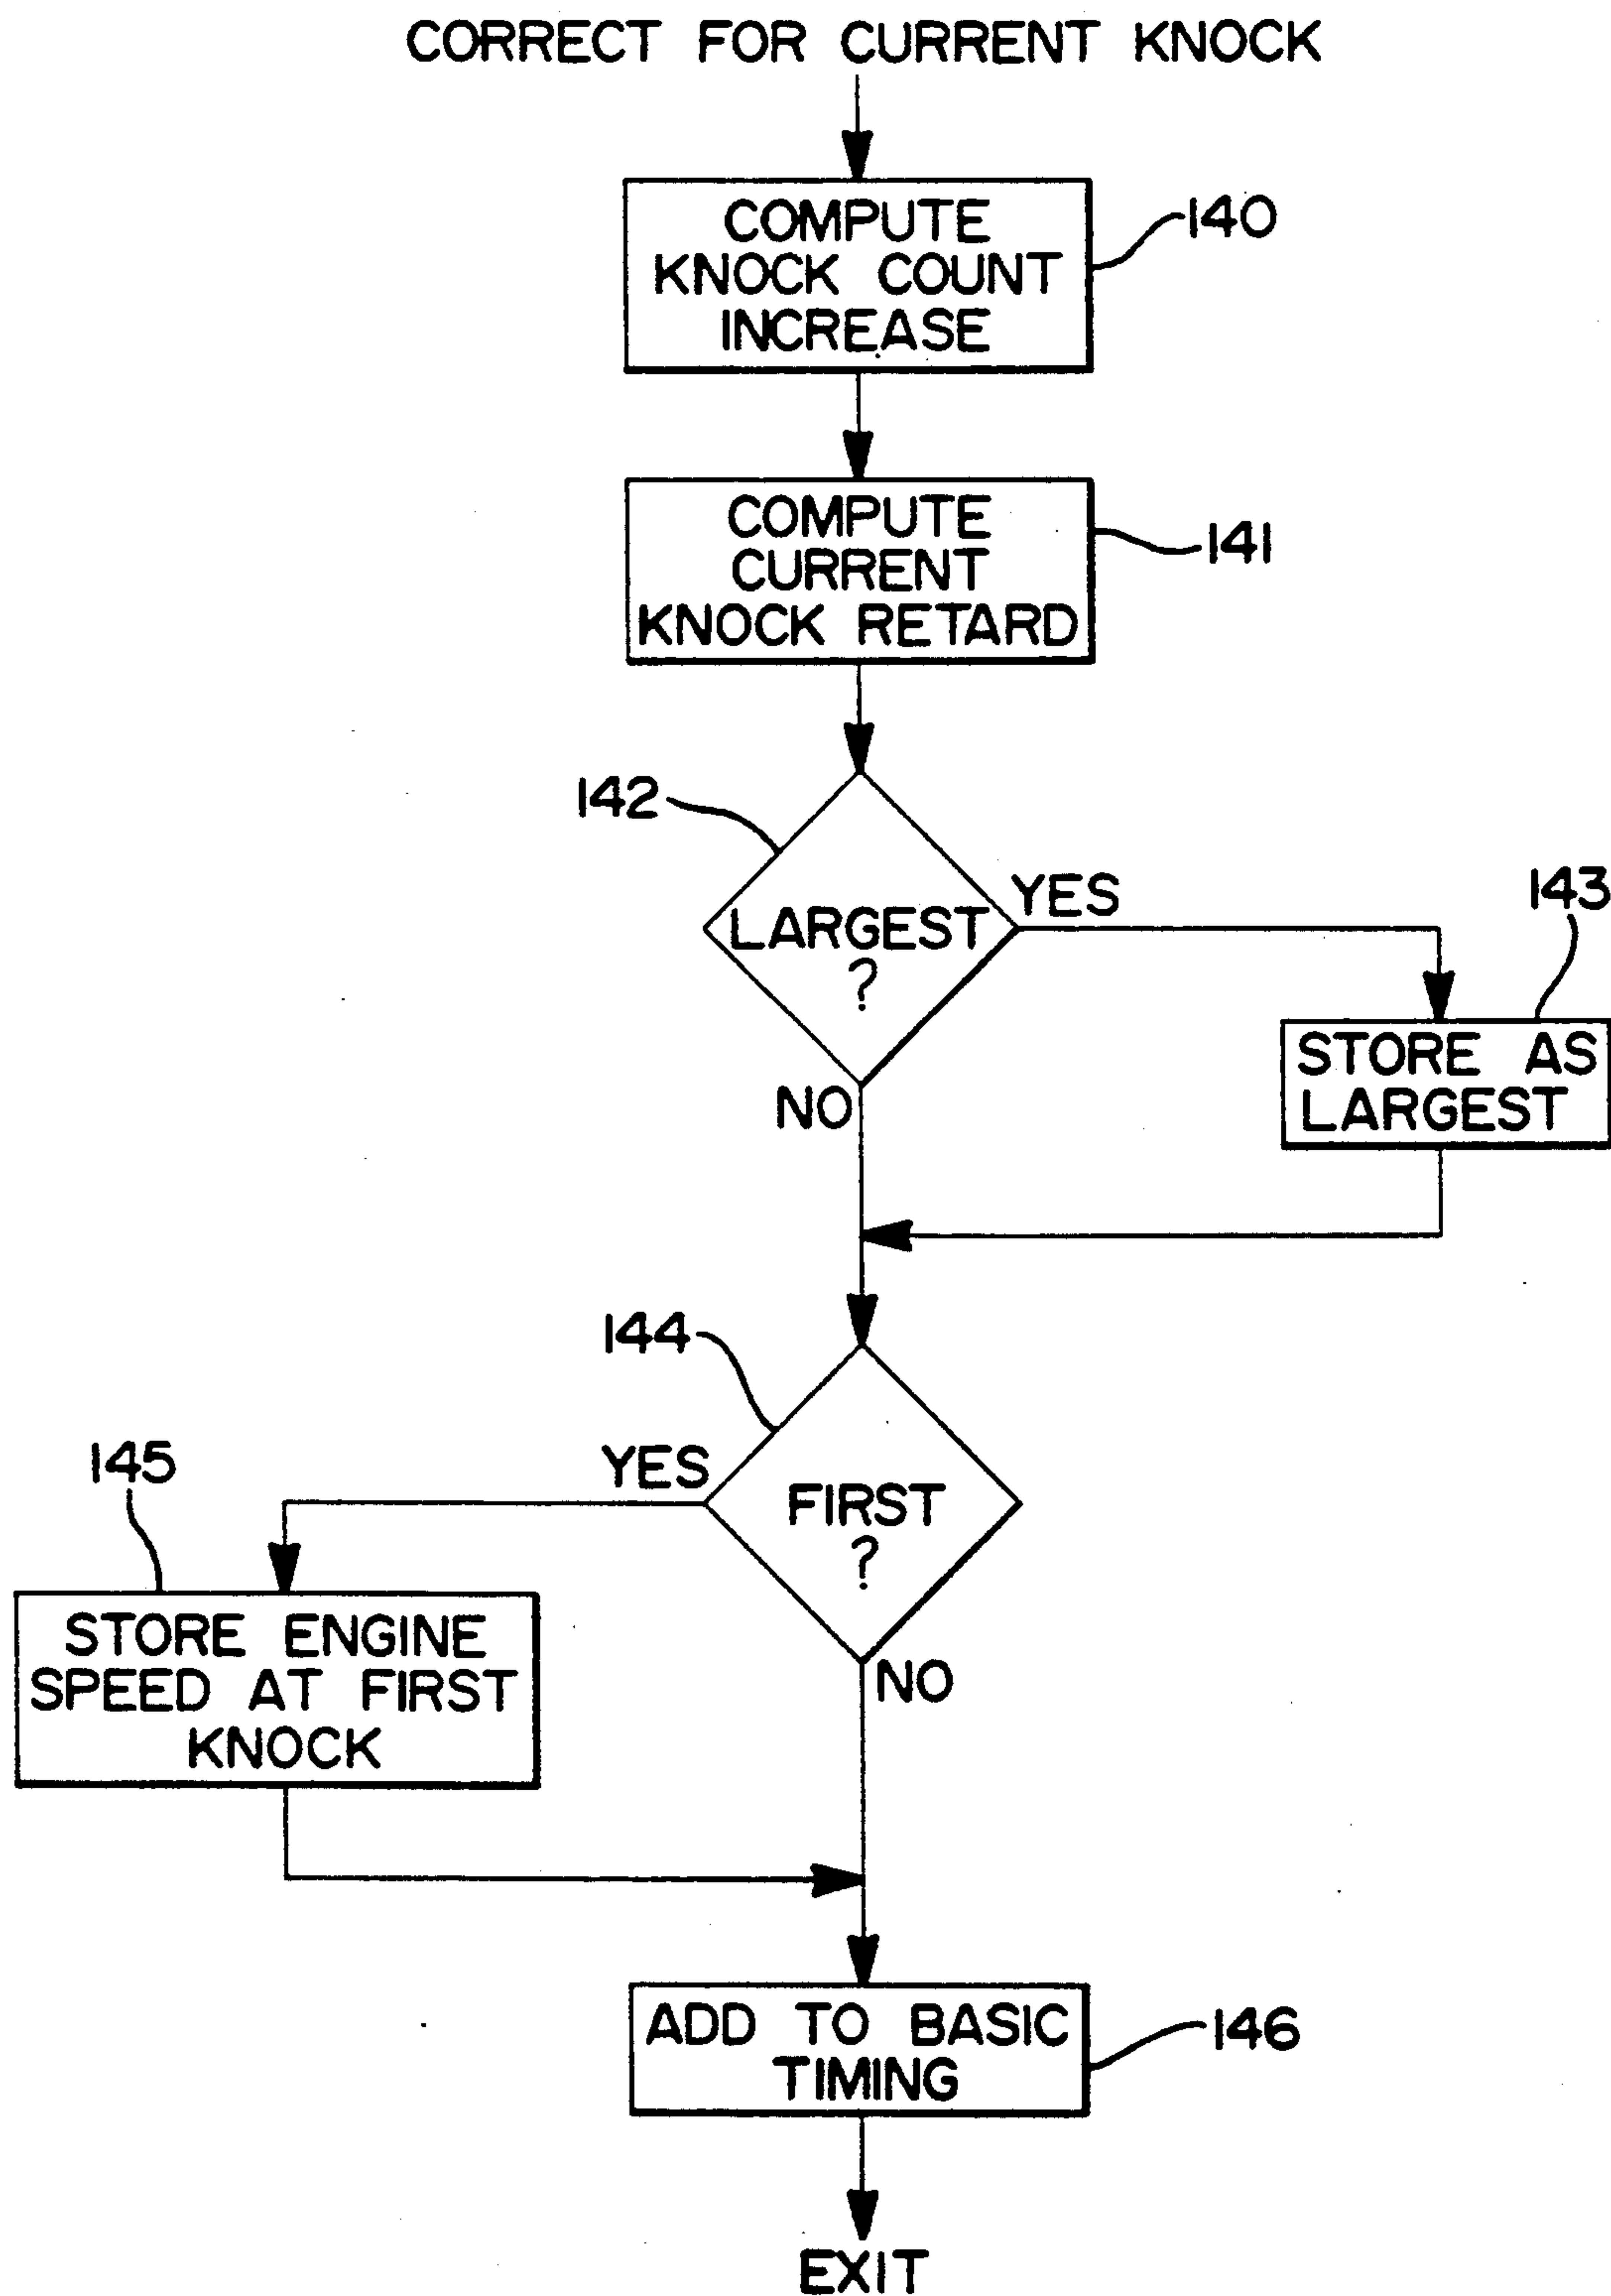 CORRECT FOR CURRENT KNOCK
COMPUTE
KNOCK COUNT
INCREASE
140
COMPUTE
CURRENT
KNOCK RETARD
141
142
LARGEST
?
YES
143
STORE AS
LARGEST
NO
144
FIRST
?
YES
145
STORE ENGINE
SPEED AT FIRST
KNOCK
NO
ADD TO BASIC
TIMING
146
EXIT